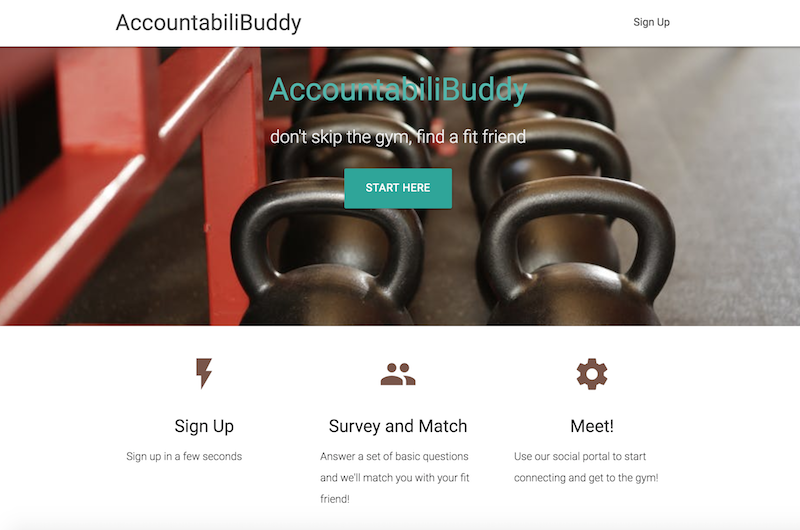 AccountabiliBuddy
Sign Up
AccountabiliBuddy
don't skip the gym, find a fit friend
START HERE
Sign Up
Sign up in a few seconds
Survey and Match
Answer a set of basic questions
and we'll match you with your fit
friend!
Meet!
Use our social portal to start
connecting and get to the gym!